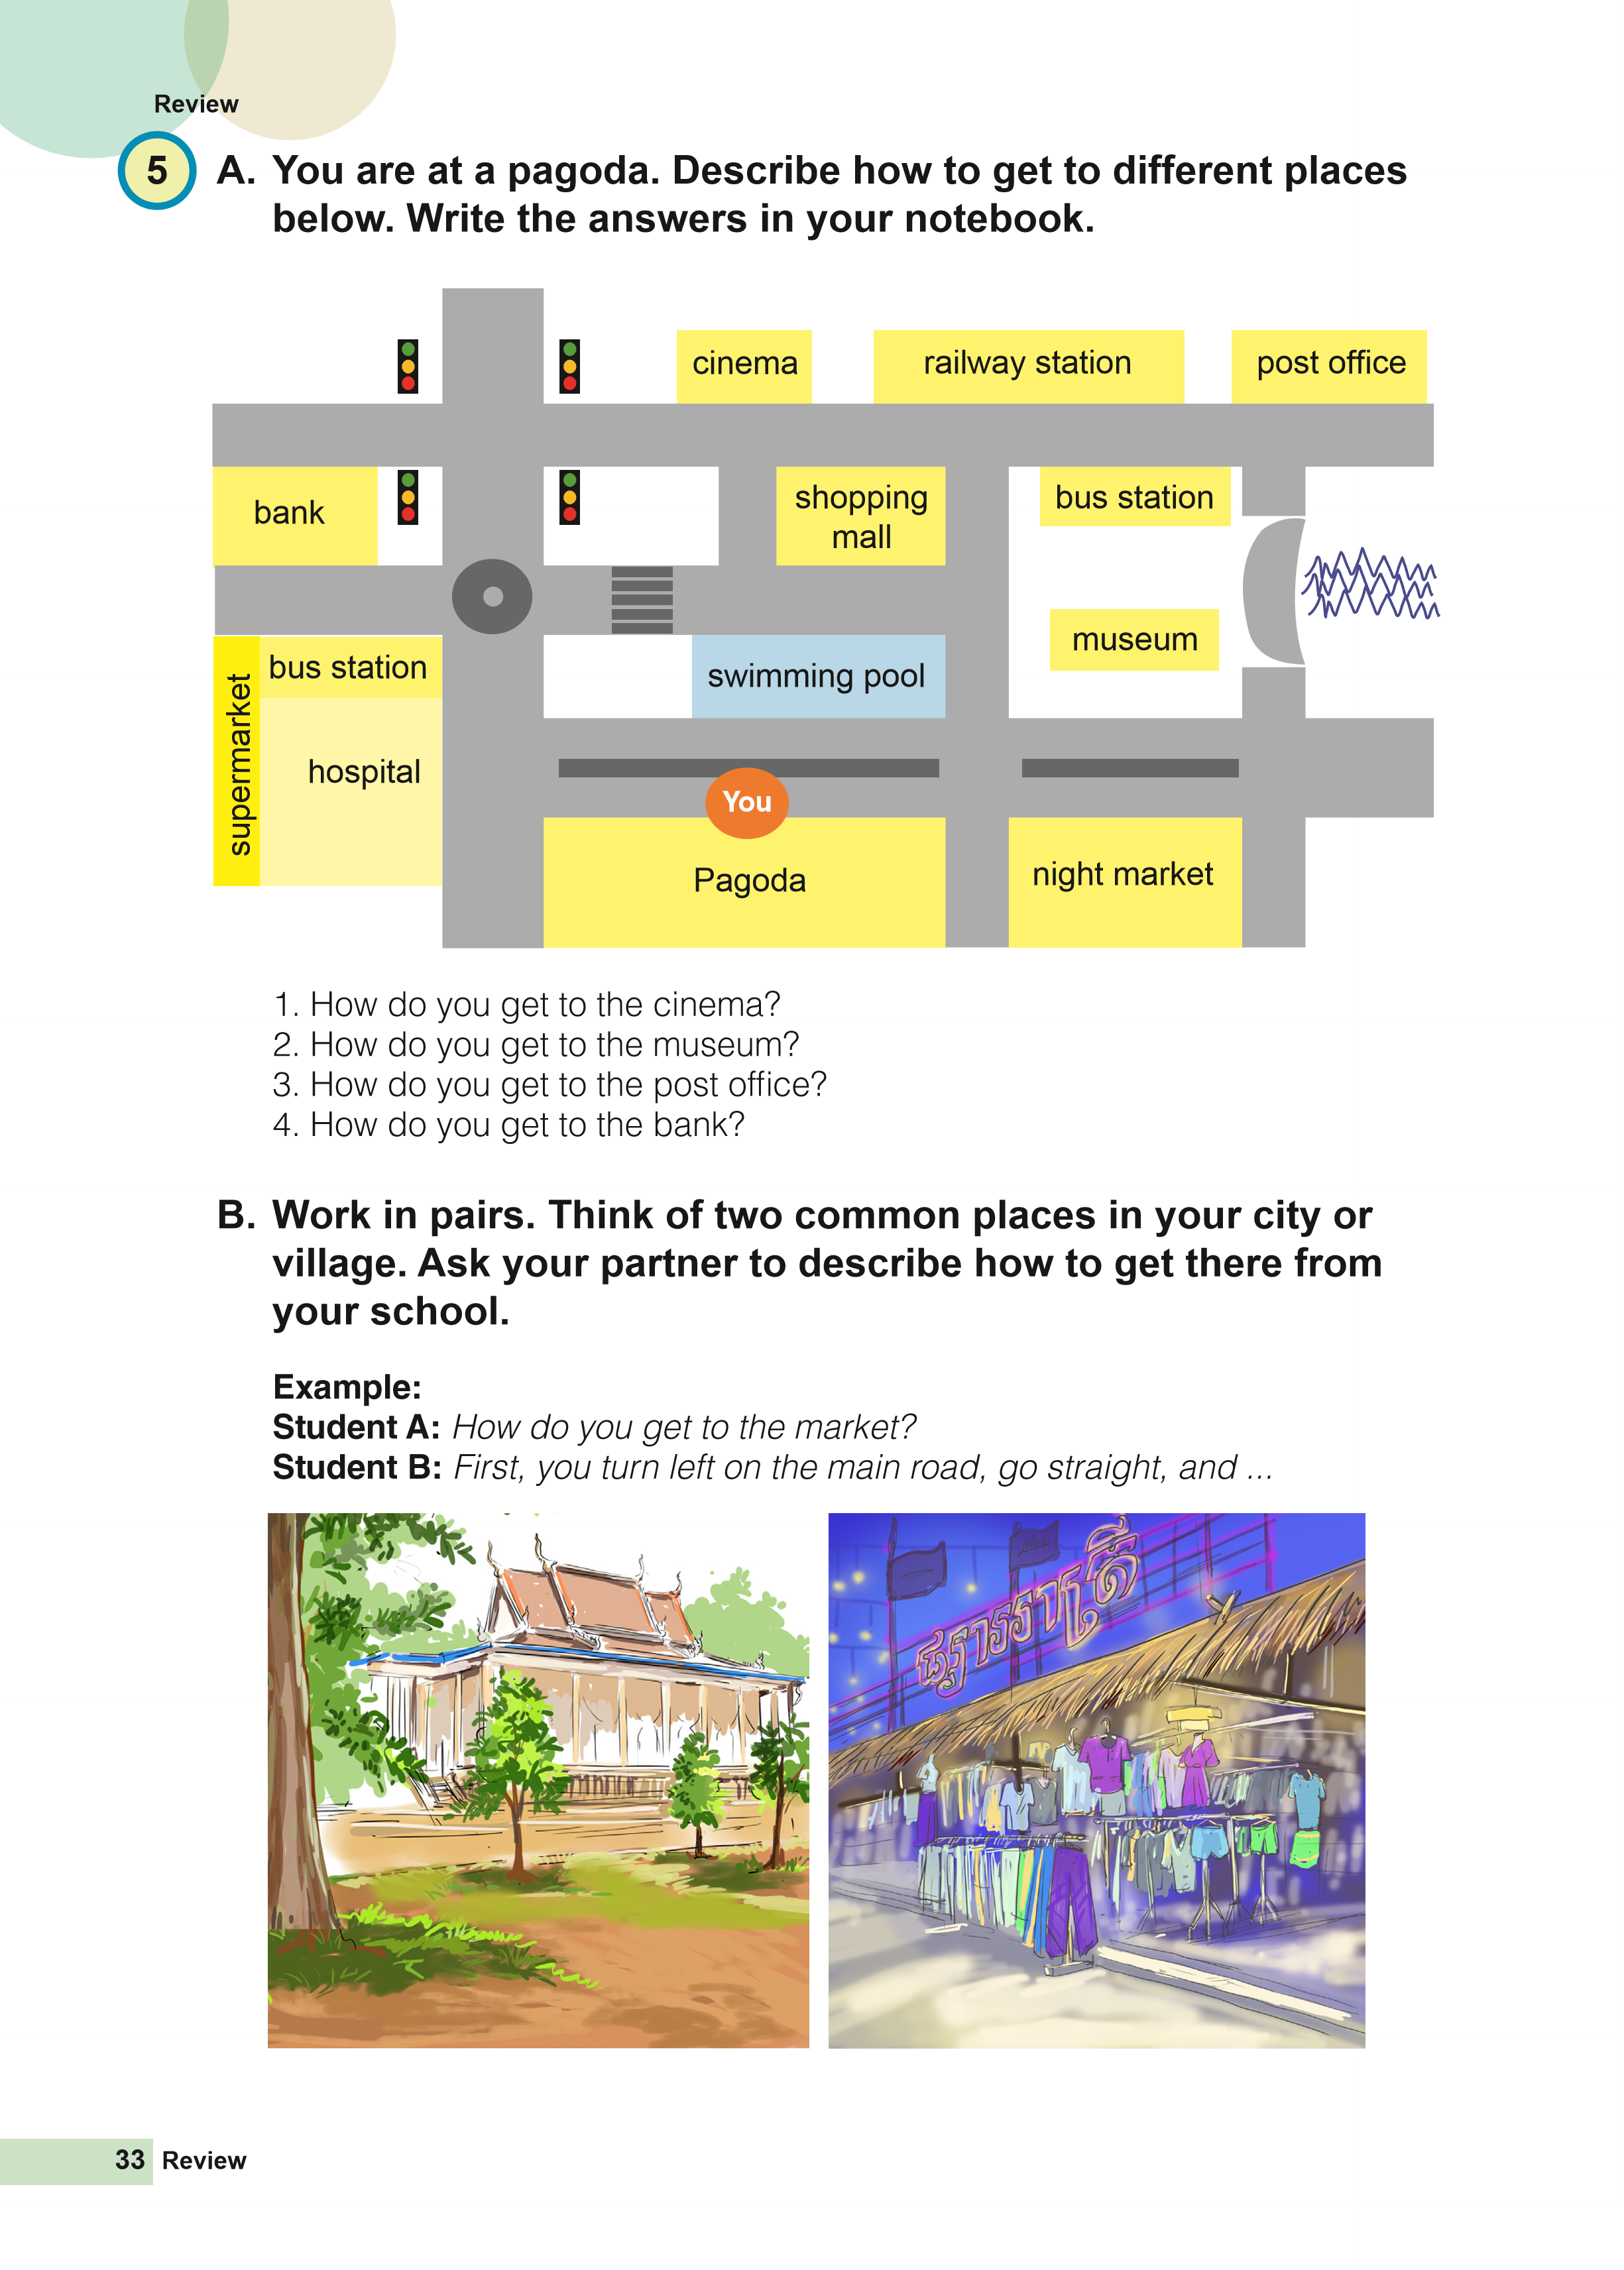 Review
5 A. You are at a pagoda. Describe how to get to different places
below. Write the answers in your notebook.
cinema
railway station
post office
bank
shopping
mall
bus station
museum
bus station
swimming pool
supermarket
hospital
You
Pagoda
night market
1. How do you get to the cinema?
2. How do you get to the museum?
3. How do you get to the post office?
4. How do you get to the bank?
B. Work in pairs. Think of two common places in your city or
village. Ask your partner to describe how to get there from
your school.
Example:
Student A: How do you get to the market?
Student B: First, you turn left on the main road, go straight, and ...
ផ្សាររាត្រី
33 Review